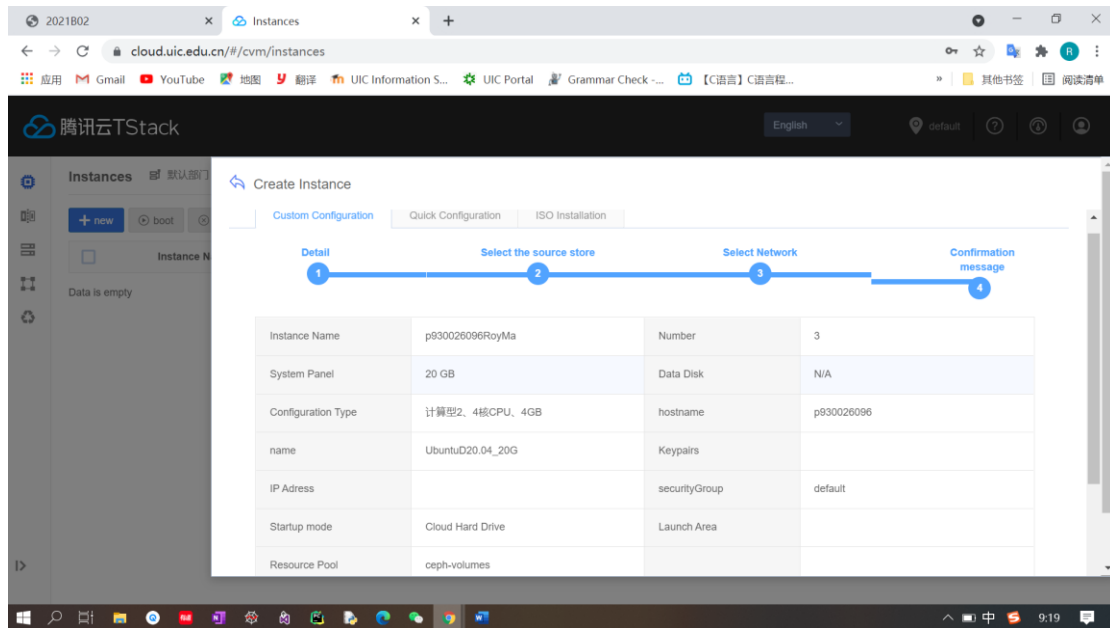 2021B02
Instances
cloud.uic.edu.cn/#/cvm/instances
R
应用 Gmail YouTube 地图 翻译 UIC Information S... UIC Portal Grammar Check -... 【C语言】C语言程... » 其他书签 阅读清单
腾讯云TStack English default
Instances 默认部门
+ new boot
Instance N
Data is empty
Create Instance
Custom Configuration Quick Configuration ISO Installation
Detail Select the source store Select Network Confirmation message
1 2 3 4
Instance Name p930026096RoyMa Number 3
System Panel 20 GB Data Disk N/A
Configuration Type 计算型2、4核CPU、4GB hostname p930026096
name UbuntuD20.04_20G Keypairs
IP Adress securityGroup default
Startup mode Cloud Hard Drive Launch Area
Resource Pool ceph-volumes
中 9:19